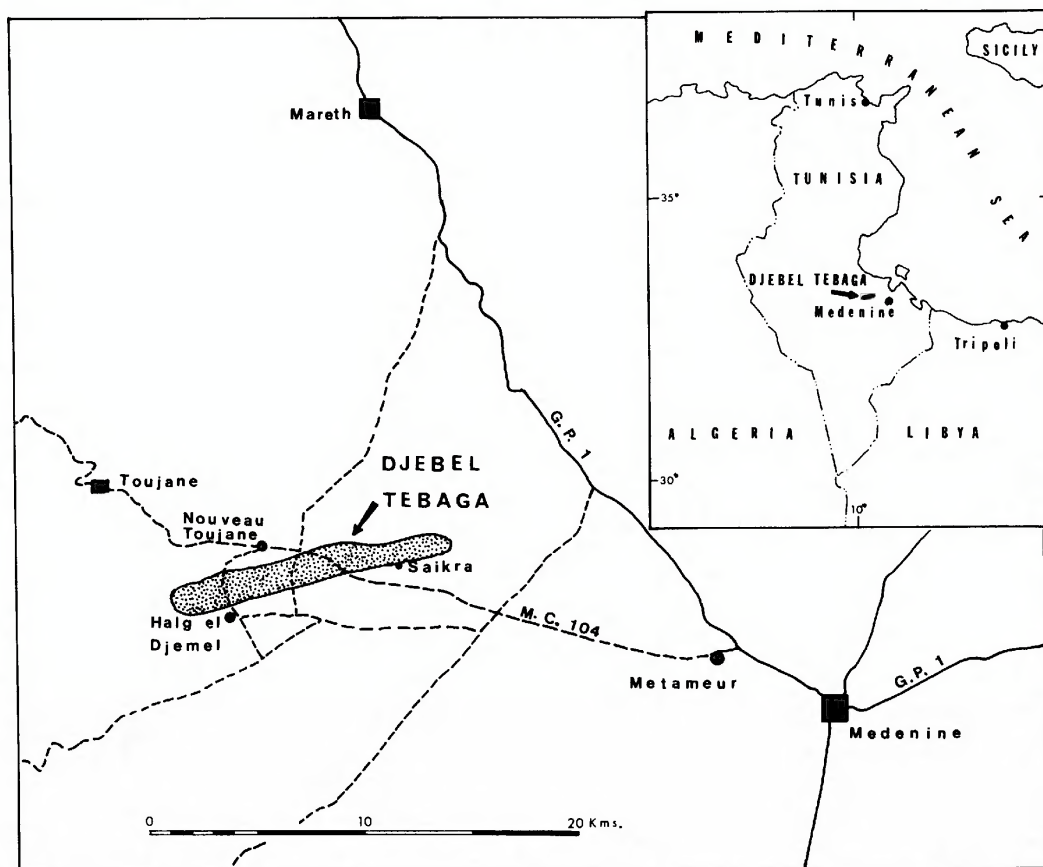 Mareth
DJEBEL
TEBAGA
G.P. 1
Toujane
Nouveau
Toujane
Saikra
Halg el
Djemel
M.C. 104
Metameur
G.P. 1
Medenine
0 10 20 Kms.
MEDITERRANEAN SEA
SICILY
Tunis
TUNISIA
35°
DJEBEL TEBAGA
Medenine
Tripoli
ALGERIA
LIBYA
30°
10°